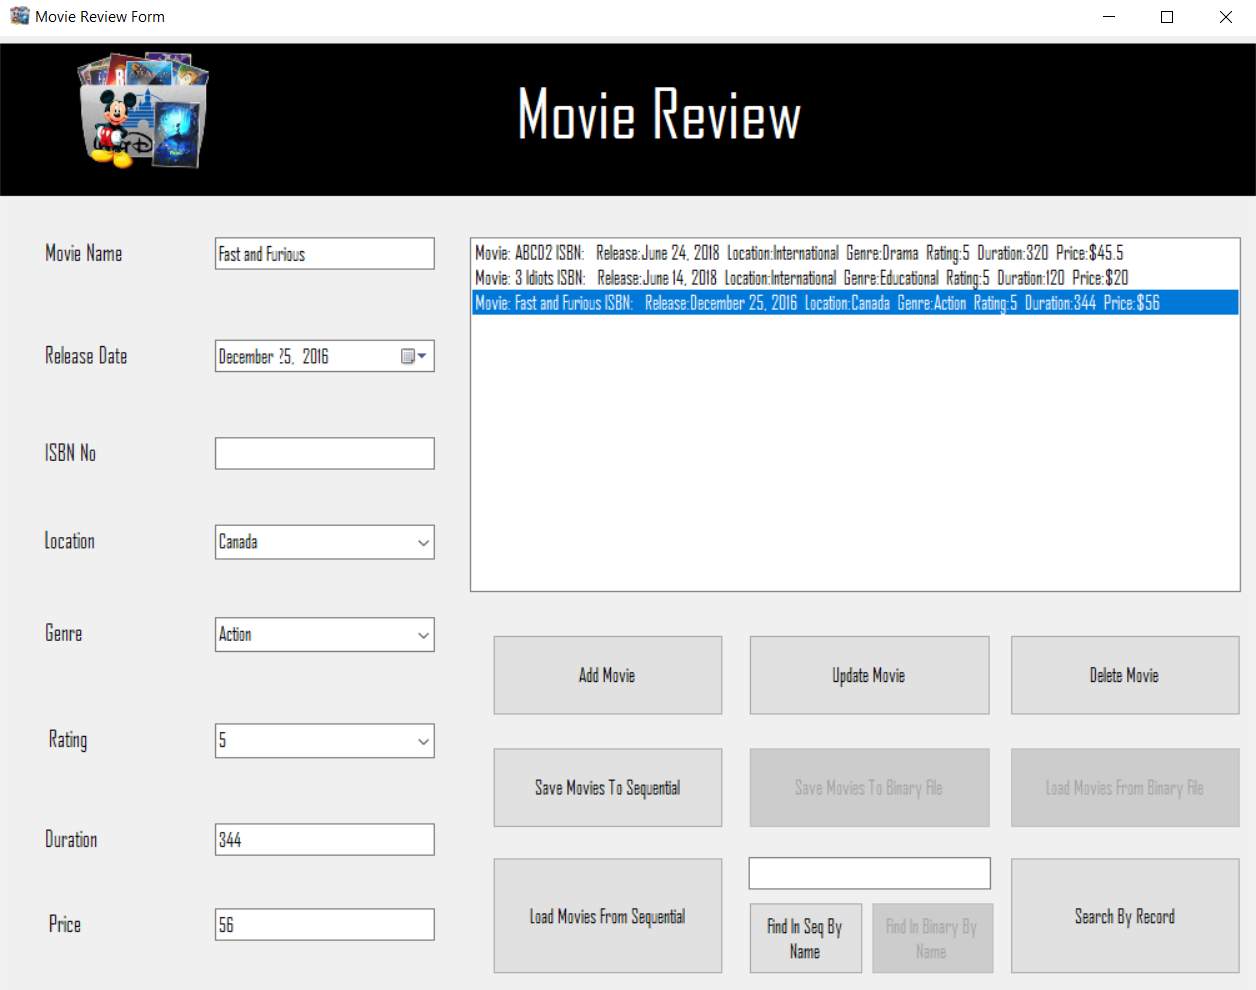 Movie Review Form
Movie Review
Movie Name
Fast and Furious
Release Date
December 25, 2016
ISBN No
Location
Canada
Genre
Action
Rating
5
Duration
344
Price
56
Movie: ABCD2 ISBN: Release:June 24, 2018 Location:International Genre:Drama Rating:5 Duration:320 Price:$45.5
Movie: 3 Idiots ISBN: Release:June 14, 2018 Location:International Genre:Educational Rating:5 Duration:120 Price:$20
Movie: Fast and Furious ISBN: Release:December 25, 2016 Location:Canada Genre:Action Rating:5 Duration:344 Price:$56
Add Movie
Update Movie
Delete Movie
Save Movies To Sequential
Save Movies To Binary File
Load Movies From Binary File
Load Movies From Sequential
Find In Seq By
Name
Find In Binary By
Name
Search By Record